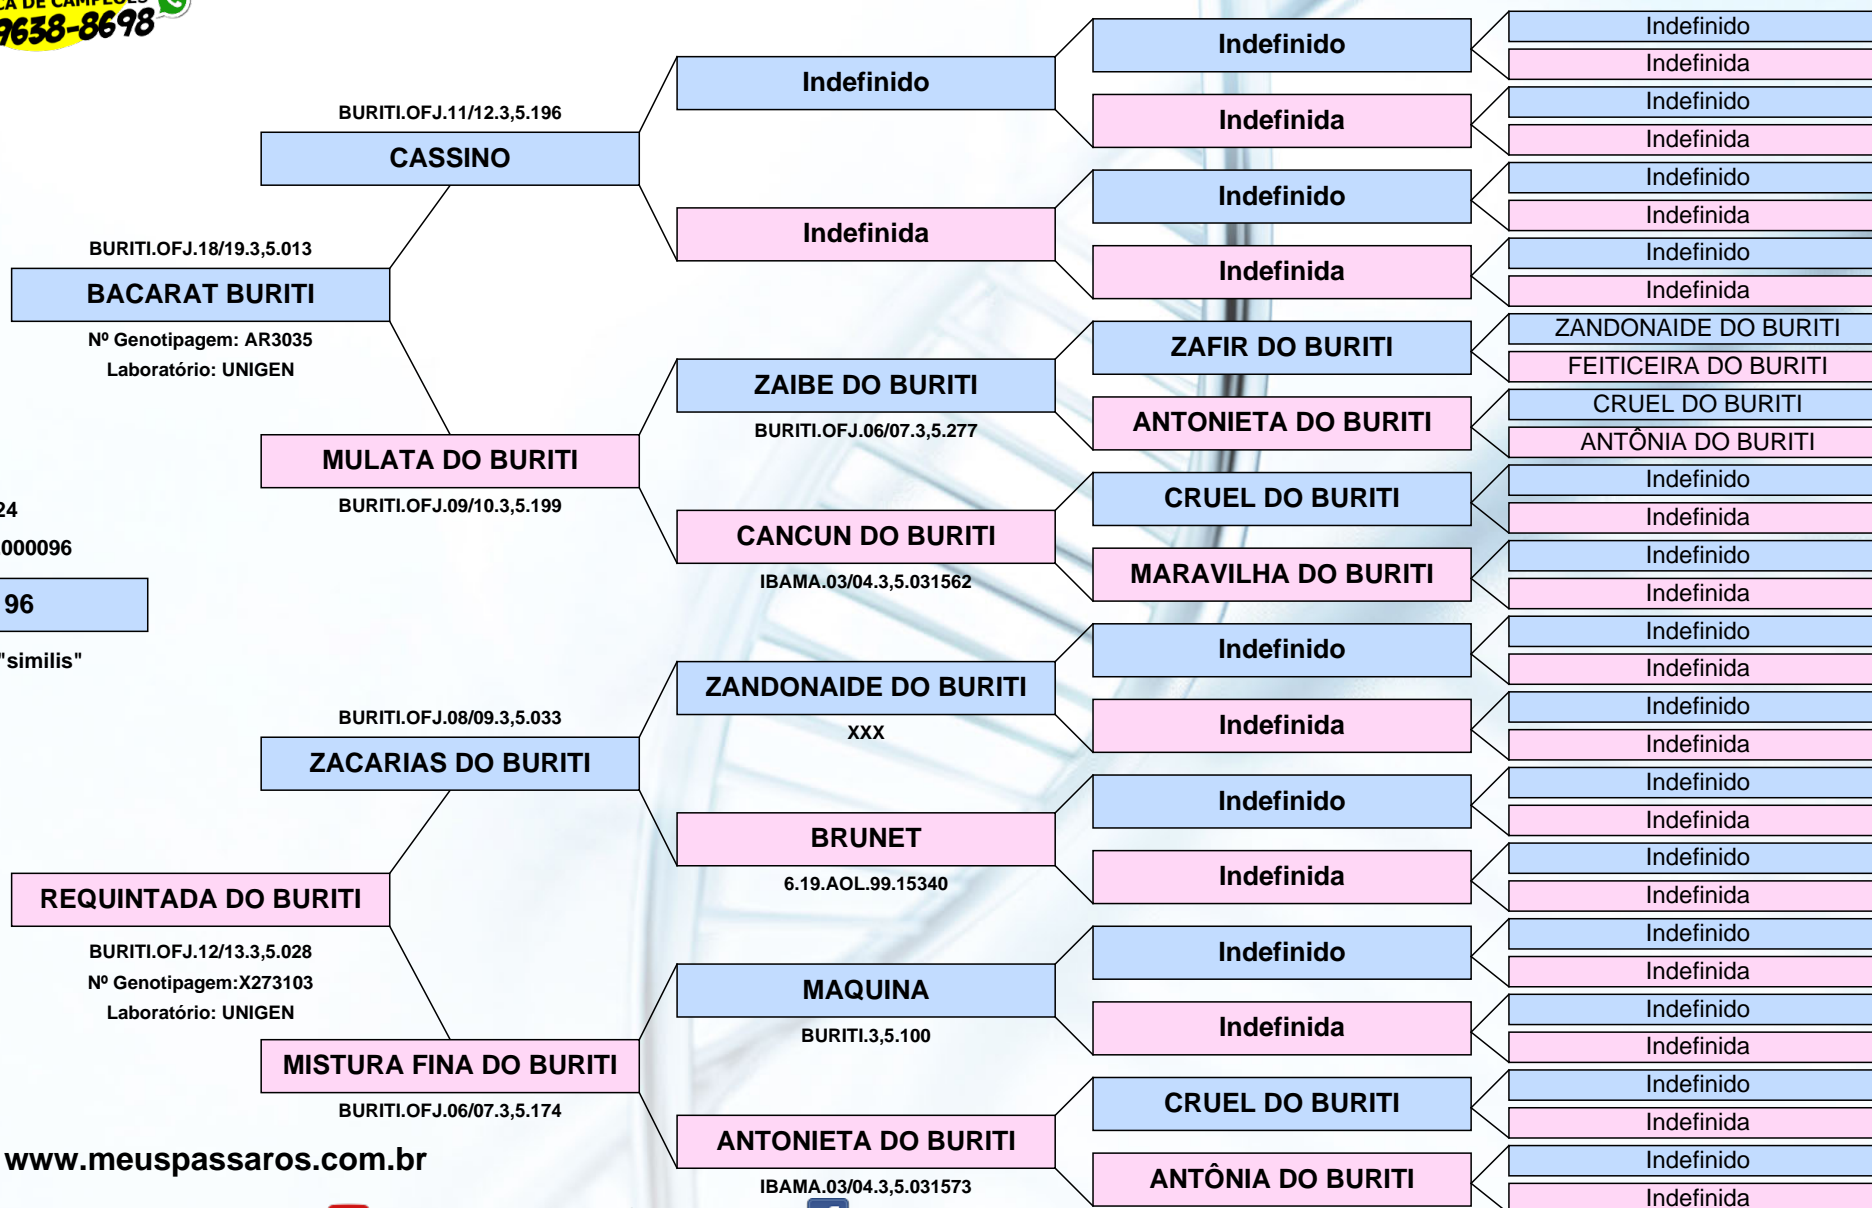 CA DE CAMPEÕES
9638-8698
24
000096
96
"similis"
BURITI.OFJ.18/19.3,5.013
BACARAT BURITI
Nº Genotipagem: AR3035
Laboratório: UNIGEN
REQUINTADA DO BURITI
BURITI.OFJ.12/13.3,5.028
Nº Genotipagem:X273103
Laboratório: UNIGEN
BURITI.OFJ.11/12.3,5.196
CASSINO
MULATA DO BURITI
BURITI.OFJ.09/10.3,5.199
BURITI.OFJ.08/09.3,5.033
ZACARIAS DO BURITI
MISTURA FINA DO BURITI
BURITI.OFJ.06/07.3,5.174
Indefinido
Indefinida
ZAIBE DO BURITI
BURITI.OFJ.06/07.3,5.277
CANCUN DO BURITI
IBAMA.03/04.3,5.031562
ZANDONAIDE DO BURITI
XXX
BRUNET
6.19.AOL.99.15340
MAQUINA
BURITI.3,5.100
ANTONIETA DO BURITI
IBAMA.03/04.3,5.031573
Indefinido
Indefinida
Indefinido
Indefinida
ZAFIR DO BURITI
ANTONIETA DO BURITI
CRUEL DO BURITI
MARAVILHA DO BURITI
Indefinido
Indefinida
Indefinido
Indefinida
Indefinido
Indefinida
CRUEL DO BURITI
ANTÔNIA DO BURITI
Indefinido
Indefinida
Indefinido
Indefinida
Indefinido
Indefinida
Indefinido
Indefinida
ZANDONAIDE DO BURITI
FEITICEIRA DO BURITI
CRUEL DO BURITI
ANTÔNIA DO BURITI
Indefinido
Indefinida
Indefinido
Indefinida
Indefinido
Indefinida
Indefinido
Indefinida
Indefinido
Indefinida
Indefinido
Indefinida
Indefinido
Indefinida
Indefinido
Indefinida
Indefinido
Indefinida
Indefinido
Indefinida
www.meuspassaros.com.br